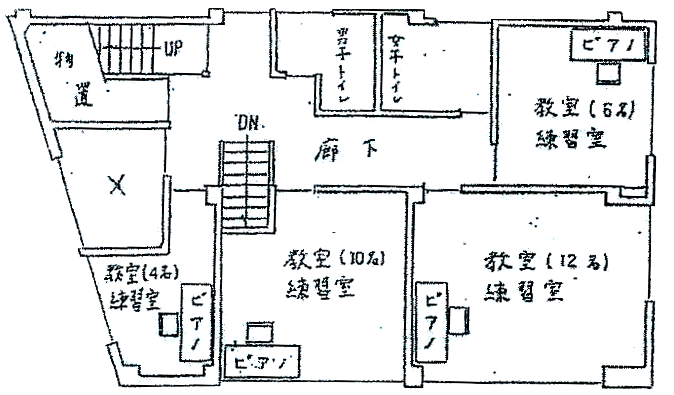 物置
UP
男子トイレ
女子トイレ
ピアノ
教室(6名)
練習室
DN
廊下
教室(4名)
練習室
ピアノ
教室(10名)
練習室
ピアノ
教室(12名)
練習室
ピアノ